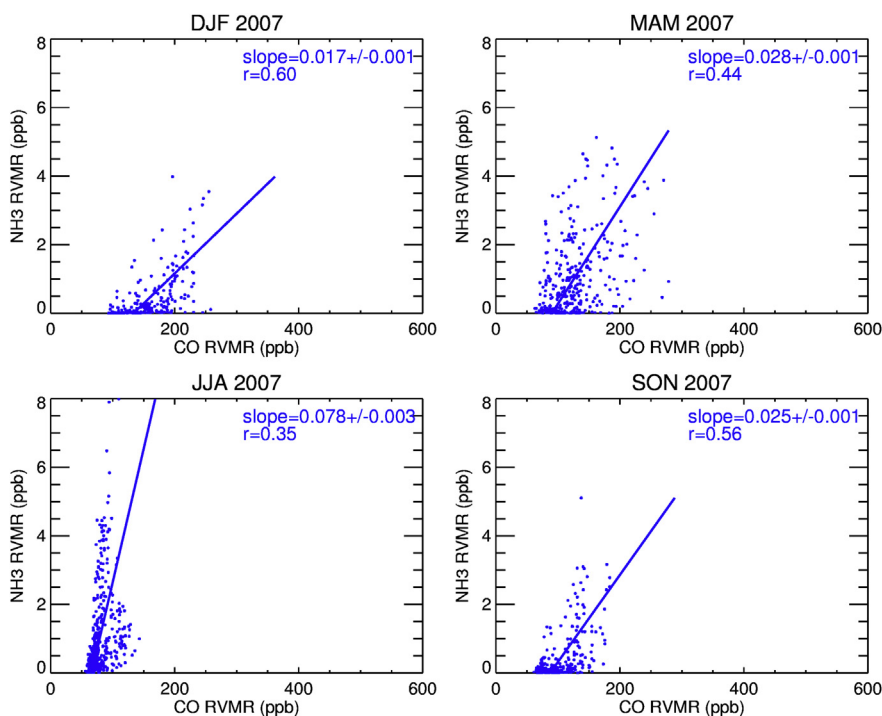 DJF 2007
slope=0.017+/-0.001
r=0.60
NH3 RVMR (ppb)
8
6
4
2
0
0 200 400 600
CO RVMR (ppb)
MAM 2007
slope=0.028+/-0.001
r=0.44
NH3 RVMR (ppb)
8
6
4
2
0
0 200 400 600
CO RVMR (ppb)
JJA 2007
slope=0.078+/-0.003
r=0.35
NH3 RVMR (ppb)
8
6
4
2
0
0 200 400 600
CO RVMR (ppb)
SON 2007
slope=0.025+/-0.001
r=0.56
NH3 RVMR (ppb)
8
6
4
2
0
0 200 400 600
CO RVMR (ppb)